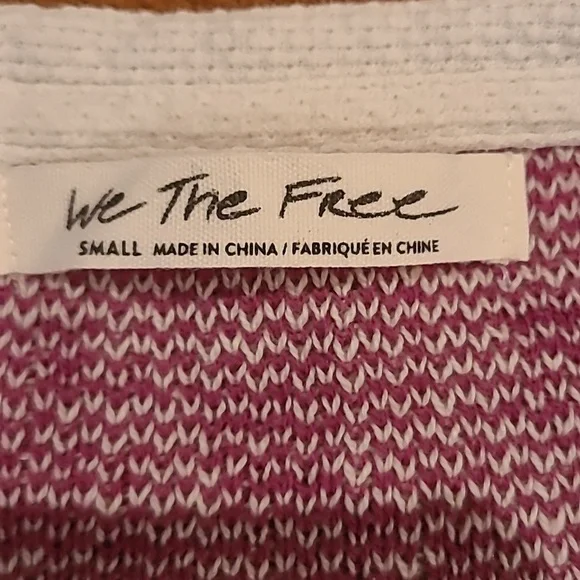 We The Free
SMALL MADE IN CHINA / FABRIQUÉ EN CHINE